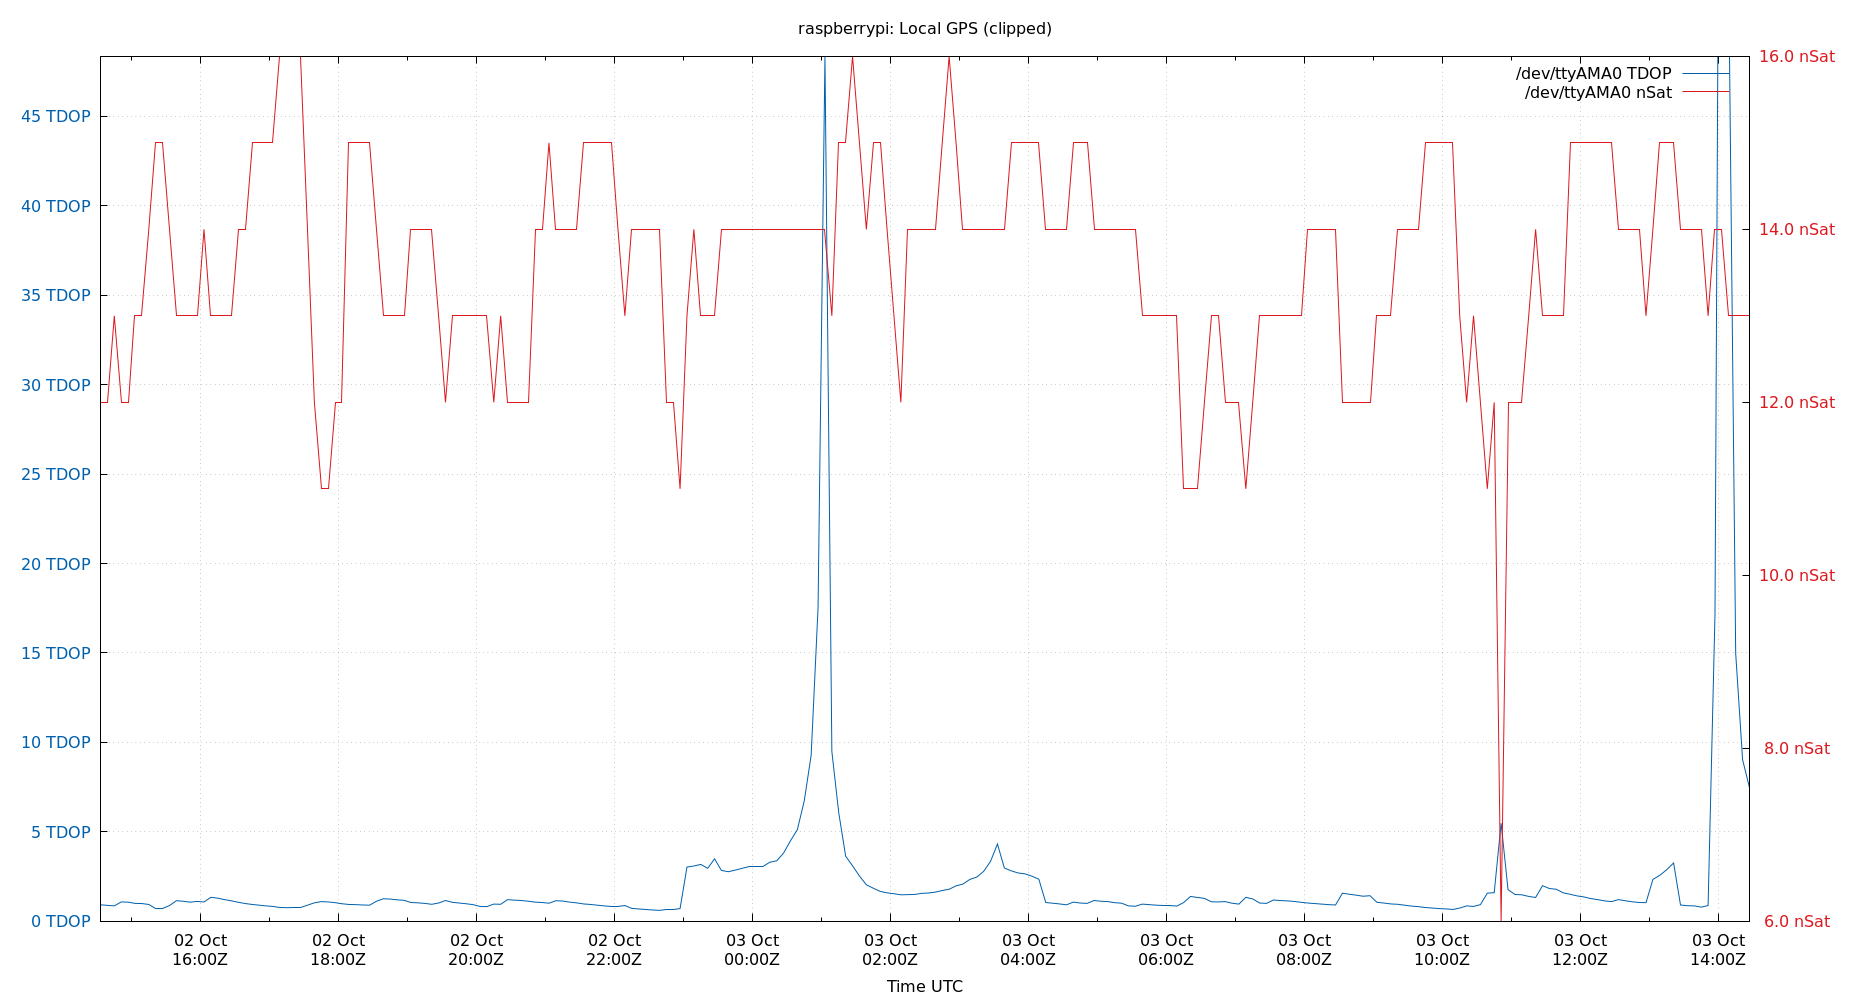 raspberrypi: Local GPS (clipped)
/dev/ttyAMA0 TDOP
/dev/ttyAMA0 nSat
45 TDOP
40 TDOP
35 TDOP
30 TDOP
25 TDOP
20 TDOP
15 TDOP
10 TDOP
5 TDOP
0 TDOP
16.0 nSat
14.0 nSat
12.0 nSat
10.0 nSat
8.0 nSat
6.0 nSat
02 Oct
16:00Z
02 Oct
18:00Z
02 Oct
20:00Z
02 Oct
22:00Z
03 Oct
00:00Z
03 Oct
02:00Z
03 Oct
04:00Z
03 Oct
06:00Z
03 Oct
08:00Z
03 Oct
10:00Z
03 Oct
12:00Z
03 Oct
14:00Z
Time UTC